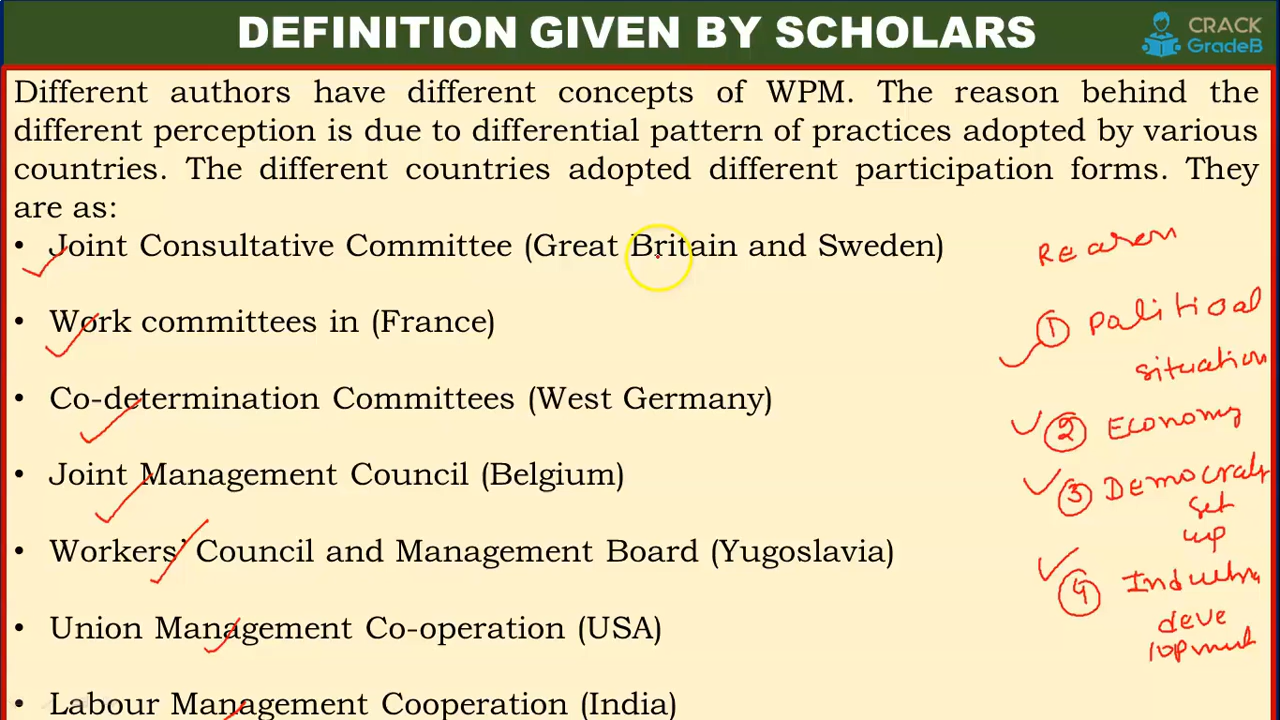 DEFINITION GIVEN BY SCHOLARS
CRACK
GradeB
Different authors have different concepts of WPM. The reason behind the
different perception is due to differential pattern of practices adopted by various
countries. The different countries adopted different participation forms. They
are as:
• Joint Consultative Committee (Great Britain and Sweden)
• Work committees in (France)
• Co-determination Committees (West Germany)
• Joint Management Council (Belgium)
• Workers' Council and Management Board (Yugoslavia)
• Union Management Co-operation (USA)
• Labour Management Cooperation (India)
① Political
situation
② Economy
③
set
up
④
deve
lopment